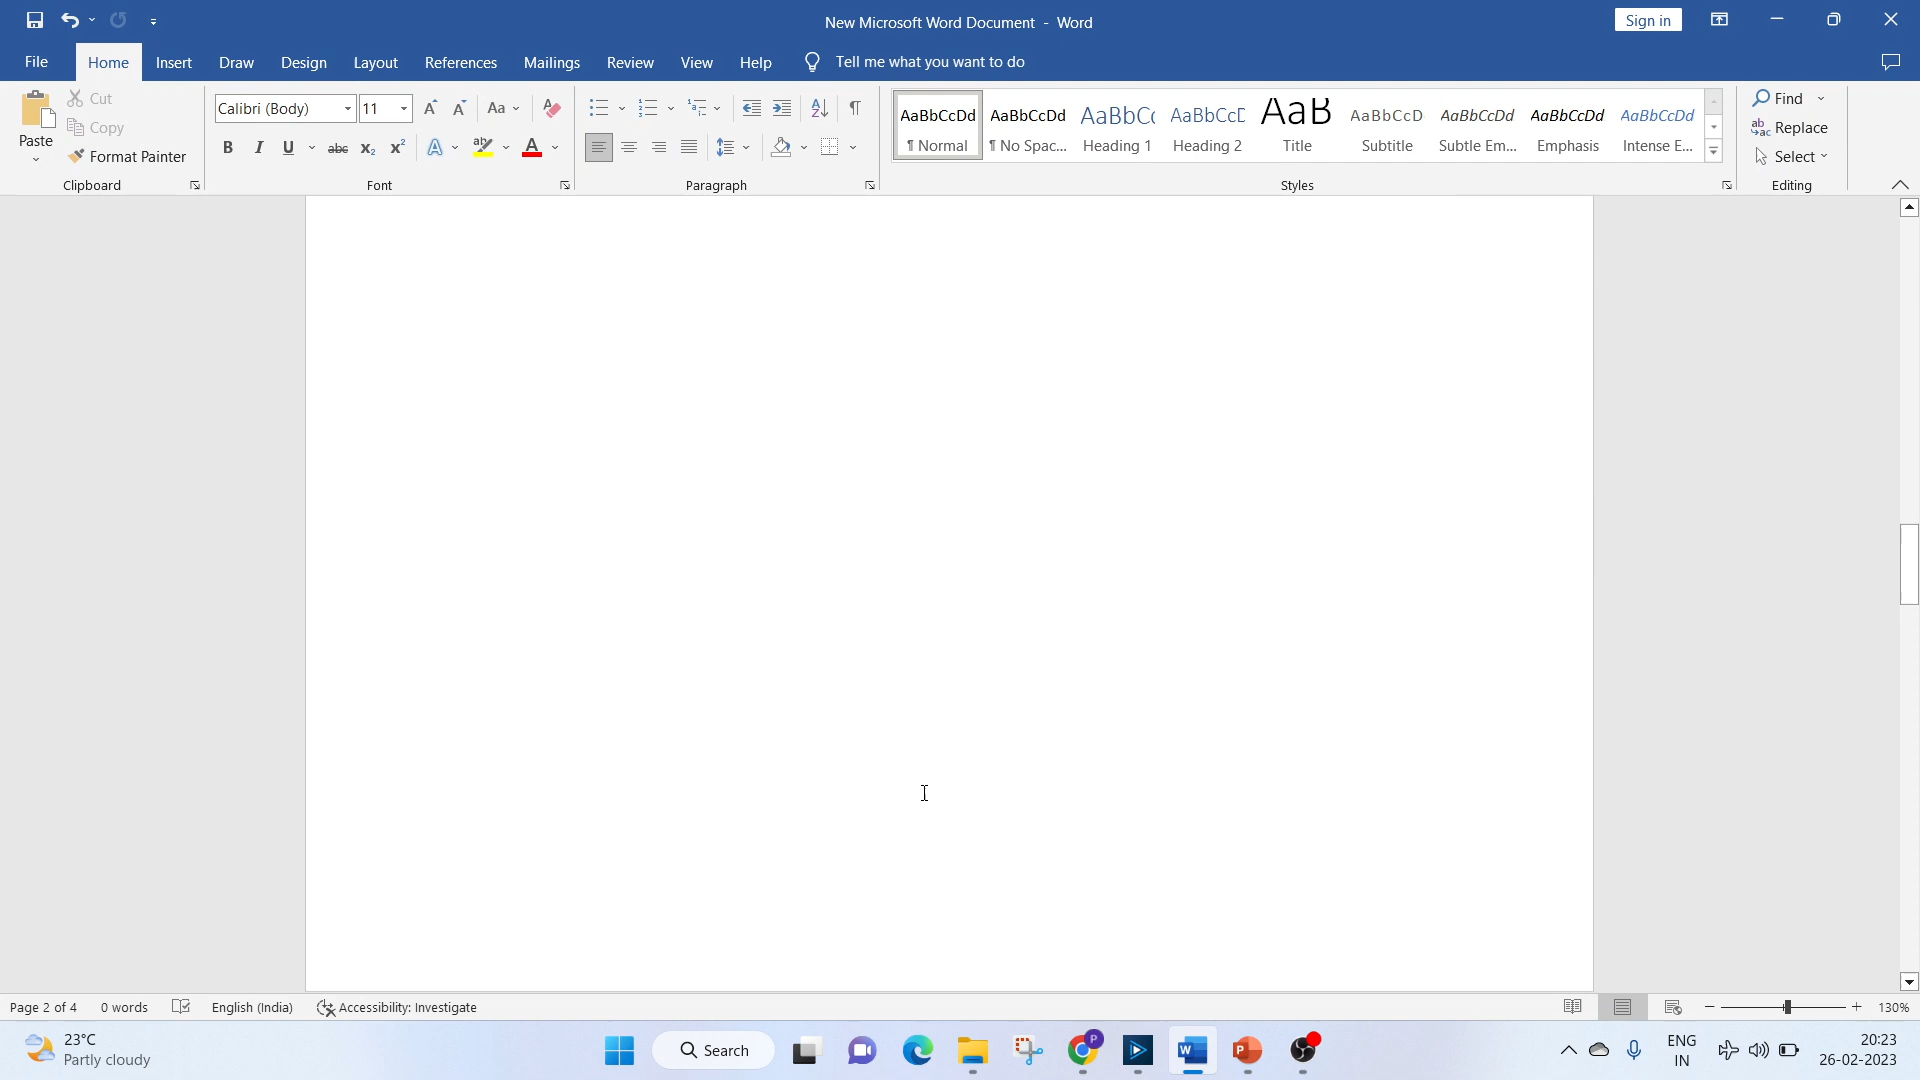 New Microsoft Word Document - Word
Sign in
File Home Insert Draw Design Layout References Mailings Review View Help Tell me what you want to do
Paste
Cut
Copy
Format Painter
Clipboard
Calibri (Body) 11
Aa
B I U abc X₂ X² A ab A
Font
Paragraph
AaBbCcDd AaBbCcDd AaBbCc AaBbCcD AaB AaBbCcD AaBbCcDd AaBbCcDd AaBbCcDd
¶ Normal ¶ No Spac... Heading 1 Heading 2 Title Subtitle Subtle Em... Emphasis Intense E...
Styles
Find
Replace
Select
Editing
Page 2 of 4 0 words English (India) Accessibility: Investigate 130%
23°C
Partly cloudy
Search
ENG
IN
20:23
26-02-2023